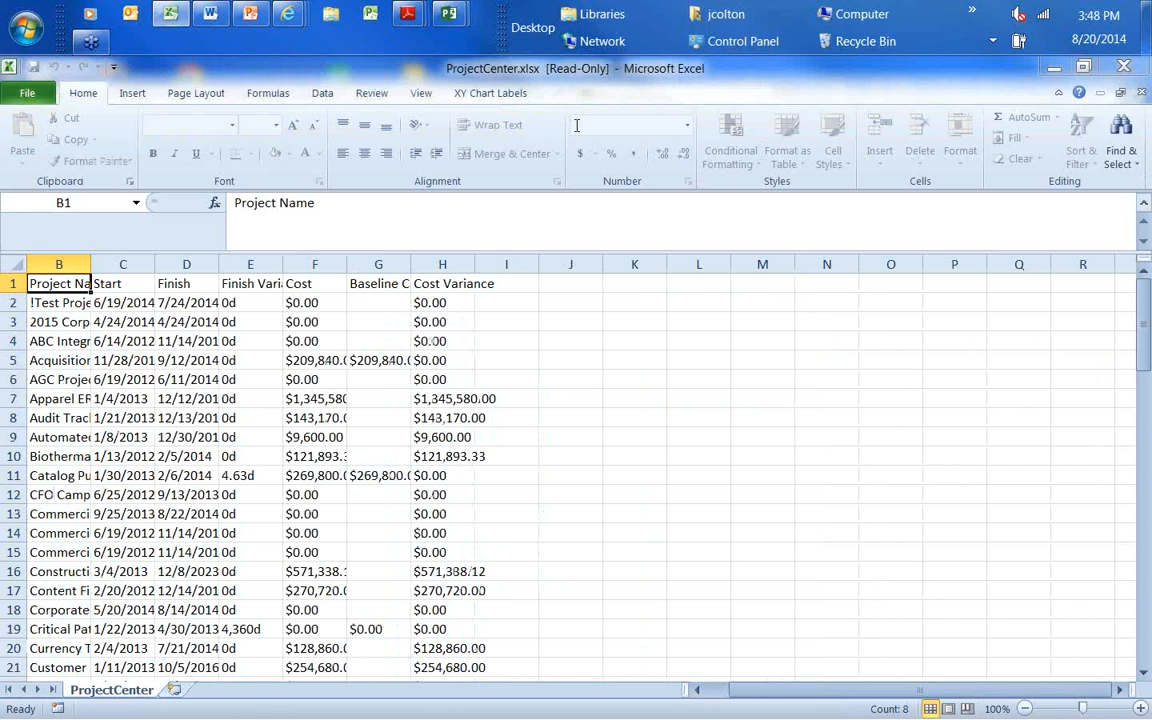 Desktop
Libraries
jcolton
Computer
»
3:48 PM
Network
Control Panel
Recycle Bin
8/20/2014
ProjectCenter.xlsx [Read-Only] - Microsoft Excel
File Home Insert Page Layout Formulas Data Review View XY Chart Labels
Paste
Cut
Copy
Format Painter
Clipboard
B I U A
Font
Wrap Text
Merge & Center
Alignment
$ % ,
Number
Conditional Formatting
Format as Table
Cell Styles
Styles
Insert Delete Format
Cells
Σ AutoSum
Fill
Clear
Sort & Filter
Find & Select
Editing
B1 fx Project Name
B C D E F G H I J K L M N O P Q R
1 Project Na Start Finish Finish Varia Cost Baseline C Cost Variance
2 !Test Proje 6/19/2014 7/24/2014 0d $0.00 $0.00
3 2015 Corp 4/24/2014 4/24/2014 0d $0.00 $0.00
4 ABC Integr 6/14/2012 11/14/201 0d $0.00 $0.00
5 Acquisition 11/28/201 9/12/2014 0d $209,840.0 $209,840.0 $0.00
6 AGC Projec 6/19/2012 6/11/2014 0d $0.00 $0.00
7 Apparel ER 1/4/2013 12/12/201 0d $1,345,580 $1,345,580.00
8 Audit Trac 1/21/2013 12/13/201 0d $143,170.0 $143,170.00
9 Automate 1/8/2013 12/30/201 0d $9,600.00 $9,600.00
10 Biotherma 1/13/2012 2/5/2014 0d $121,893.3 $121,893.33
11 Catalog Pu 1/30/2013 2/6/2014 4.63d $269,800.0 $269,800.0 $0.00
12 CFO Camp 6/25/2012 9/13/2013 0d $0.00 $0.00
13 Commerci 9/25/2013 8/22/2014 0d $0.00 $0.00
14 Commerci 6/19/2012 11/14/201 0d $0.00 $0.00
15 Commerci 6/19/2012 11/14/201 0d $0.00 $0.00
16 Constructi 3/4/2013 12/8/2023 0d $571,338.1 $571,338.12
17 Content Fi 2/20/2012 12/14/201 0d $270,720.0 $270,720.00
18 Corporate 5/20/2014 8/14/2014 0d $0.00 $0.00
19 Critical Pat 1/22/2013 4/30/2013 4,360d $0.00 $0.00 $0.00
20 Currency T 2/4/2013 7/21/2014 0d $128,860.0 $128,860.00
21 Customer 1/11/2013 10/5/2016 0d $254,680.0 $254,680.00
ProjectCenter
Ready Count: 8 100%